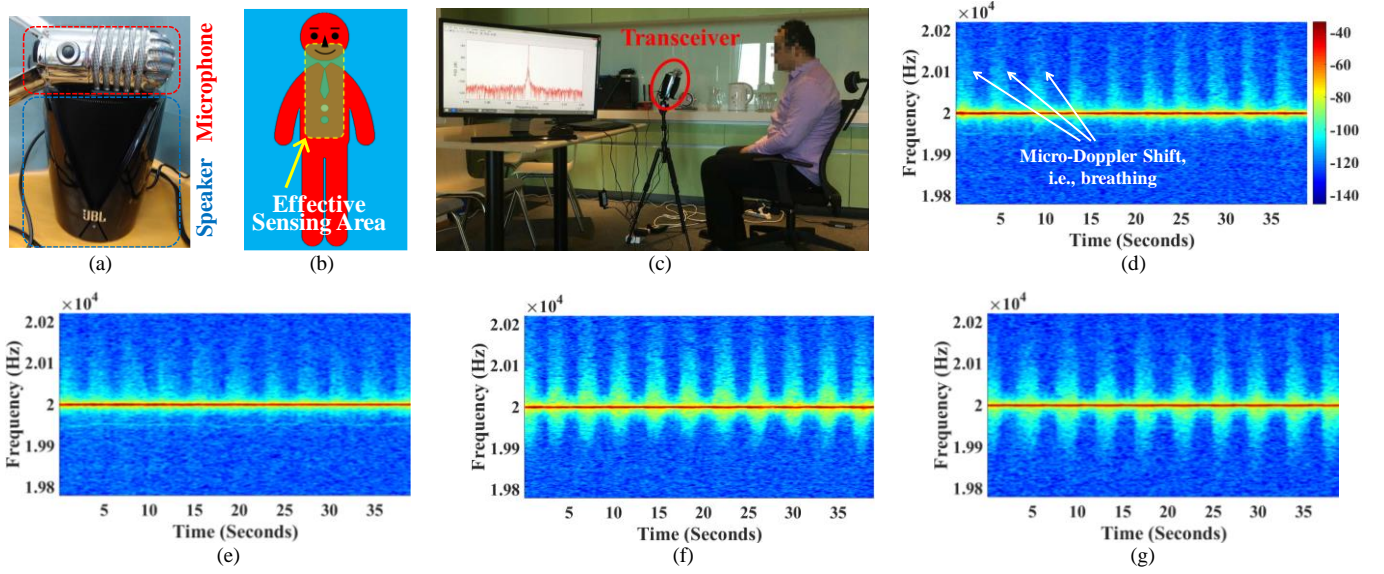 Microphone
Speaker
JBL
(a)
Effective
Sensing Area
(b)
Transceiver
(c)
×10⁴
Frequency (Hz)
2.02
2.01
2
1.99
1.98
Micro-Doppler Shift,
i.e., breathing
5 10 15 20 25 30 35
Time (Seconds)
-40
-60
-80
-100
-120
-140
(d)
×10⁴
Frequency (Hz)
2.02
2.01
2
1.99
1.98
5 10 15 20 25 30 35
Time (Seconds)
(e)
×10⁴
Frequency (Hz)
2.02
2.01
2
1.99
1.98
5 10 15 20 25 30 35
Time (Seconds)
(f)
×10⁴
Frequency (Hz)
2.02
2.01
2
1.99
1.98
5 10 15 20 25 30 35
Time (Seconds)
(g)